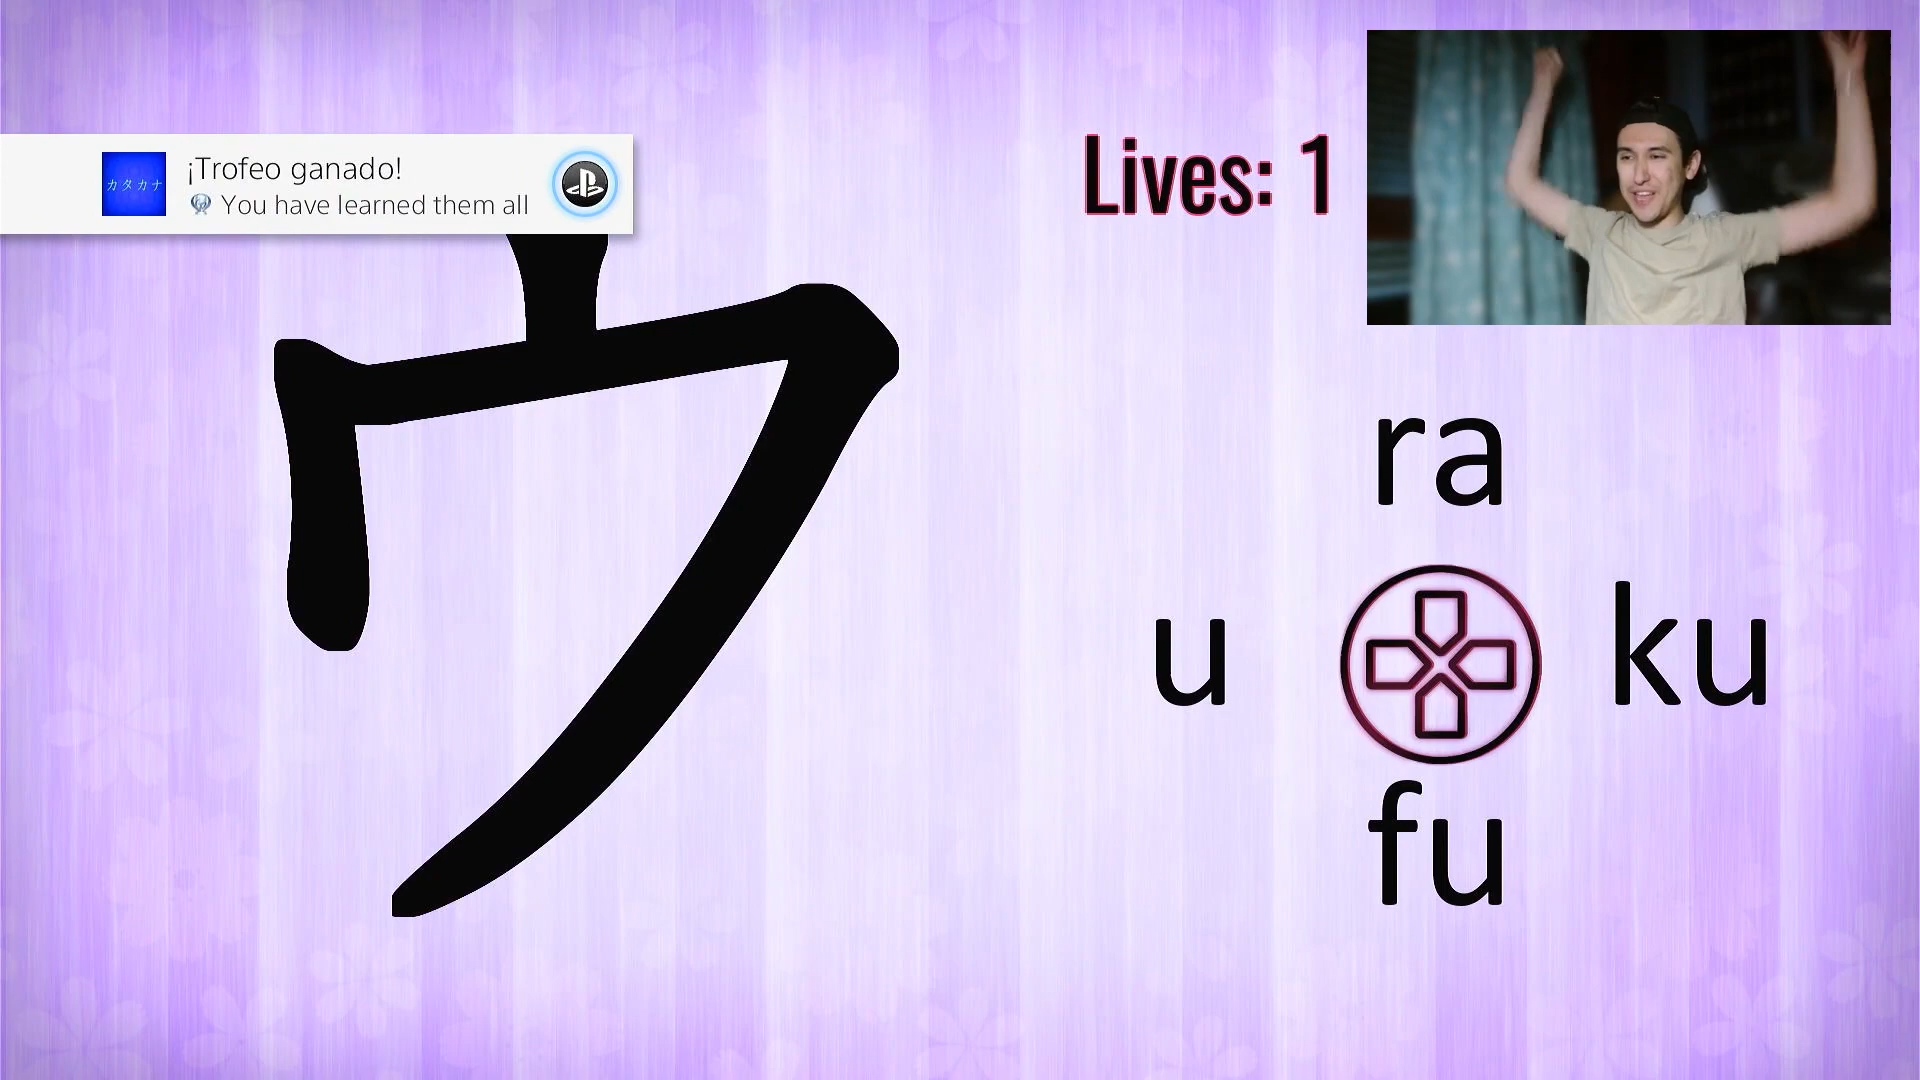 カタカナ
¡Trofeo ganado!
You have learned them all
Lives: 1
ウ
ra
u
ku
fu